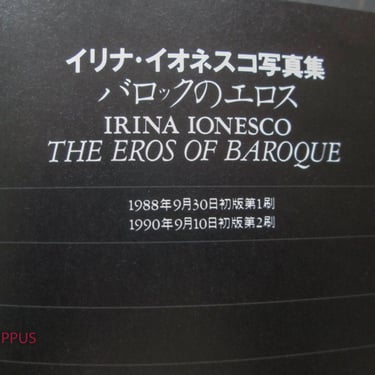 イリナ・イオネスコ写真集
バロックのエロス
IRINA IONESCO
THE EROS OF BAROQUE
1988年9月30日初版第1刷
1990年9月10日初版第2刷
PPUS